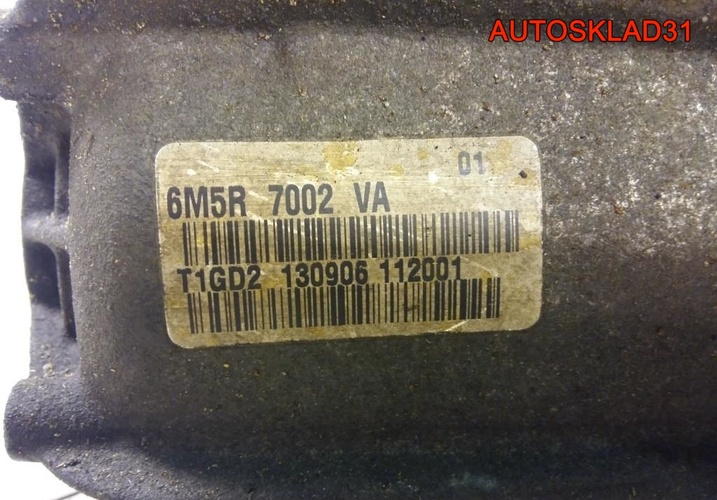 AUTOSKLAD31
01
6M5R 7002 VA
T1GD2 130906 112001